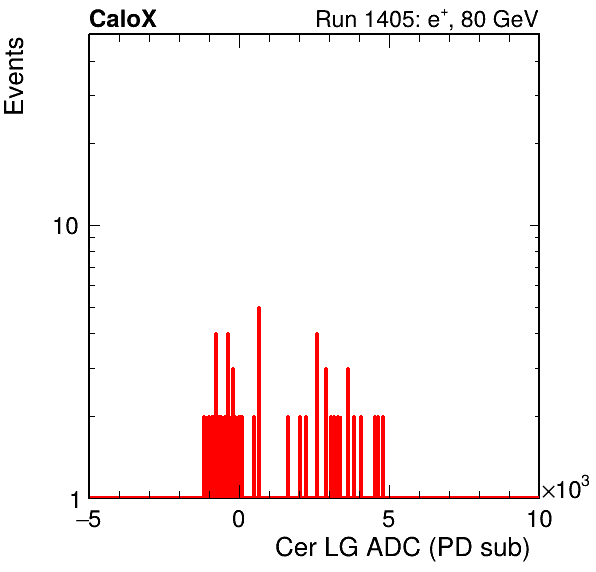 CaloX Run 1405: e⁺, 80 GeV
Events
10
1
−5 0 5 10 ×10³
Cer LG ADC (PD sub)